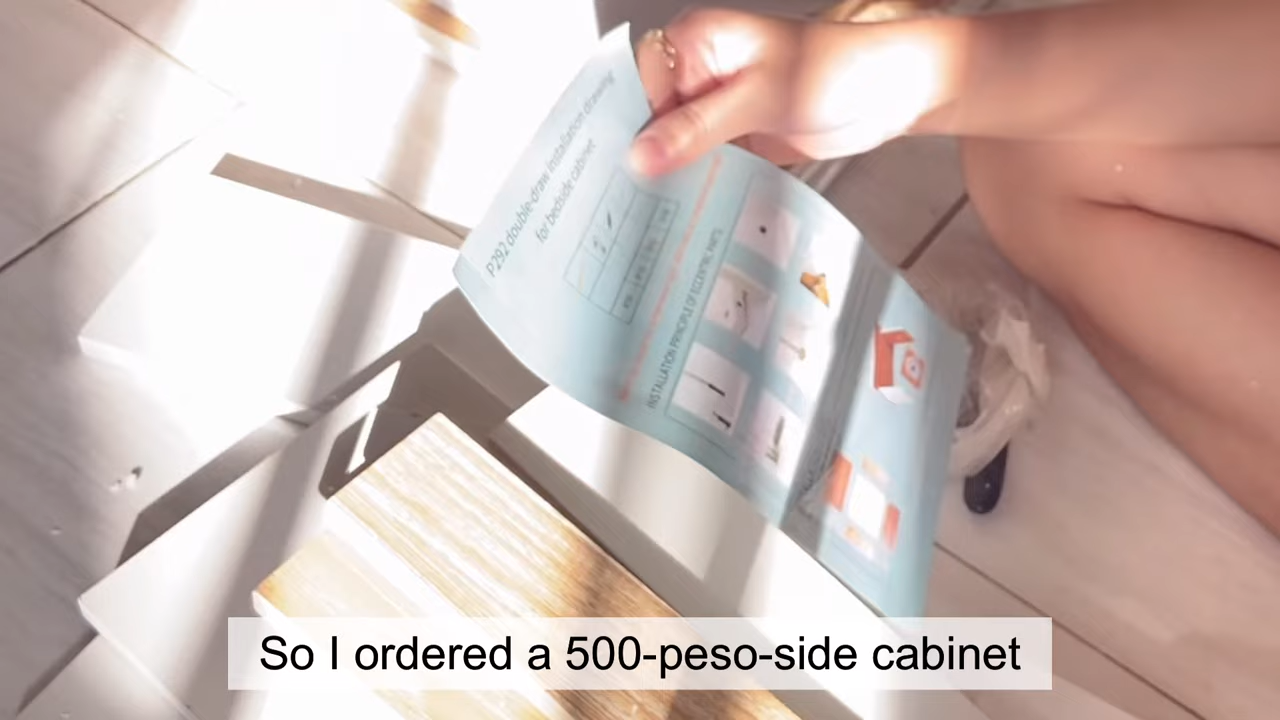 P292 double-draw installation drawing
for bedside cabinet
INSTALLATION PRINCIPLE OF ECCENTRIC PARTS
So I ordered a 500-peso-side cabinet